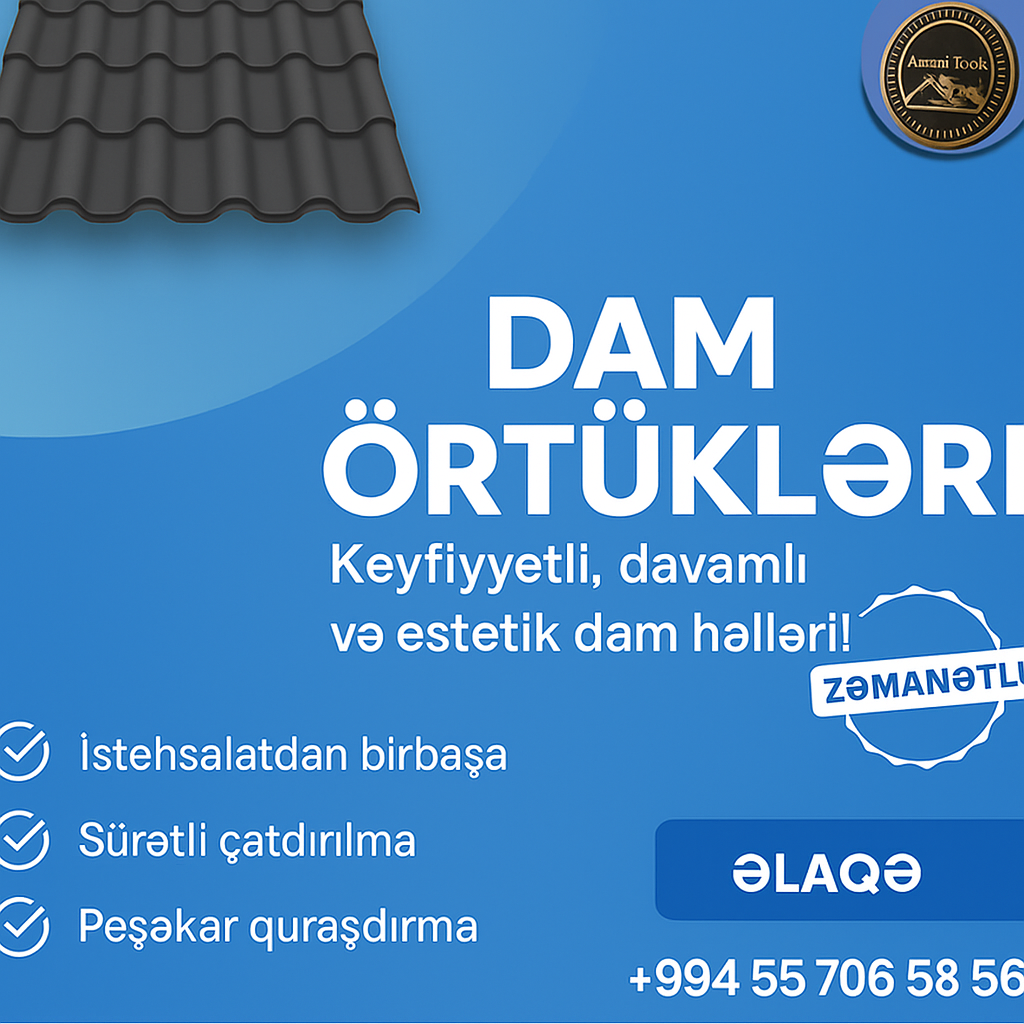 Amani Took
DAM
ÖRTÜKLƏRI
Keyfiyyetli, davamlı
və estetik dam həlləri!
ZƏMANƏTLU
İstehsalatdan birbaşa
Sürətli çatdırılma
Peşəkar quraşdırma
ƏLAQƏ
+994 55 706 58 56